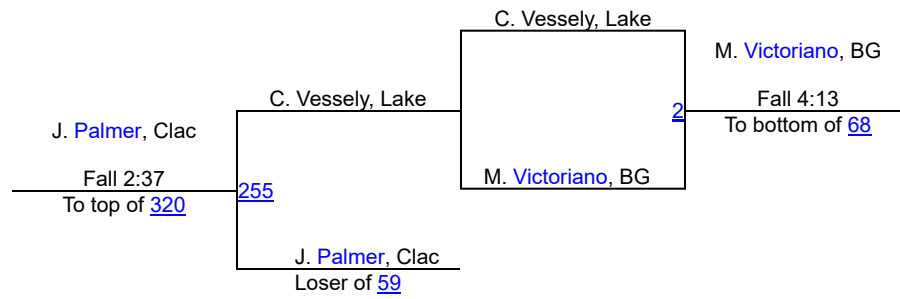 C. Vessely, Lake
M. Victoriano, BG
C. Vessely, Lake
2
Fall 4:13
To bottom of 68
J. Palmer, Clac
Fall 2:37
M. Victoriano, BG
255
To top of 320
J. Palmer, Clac
Loser of 59